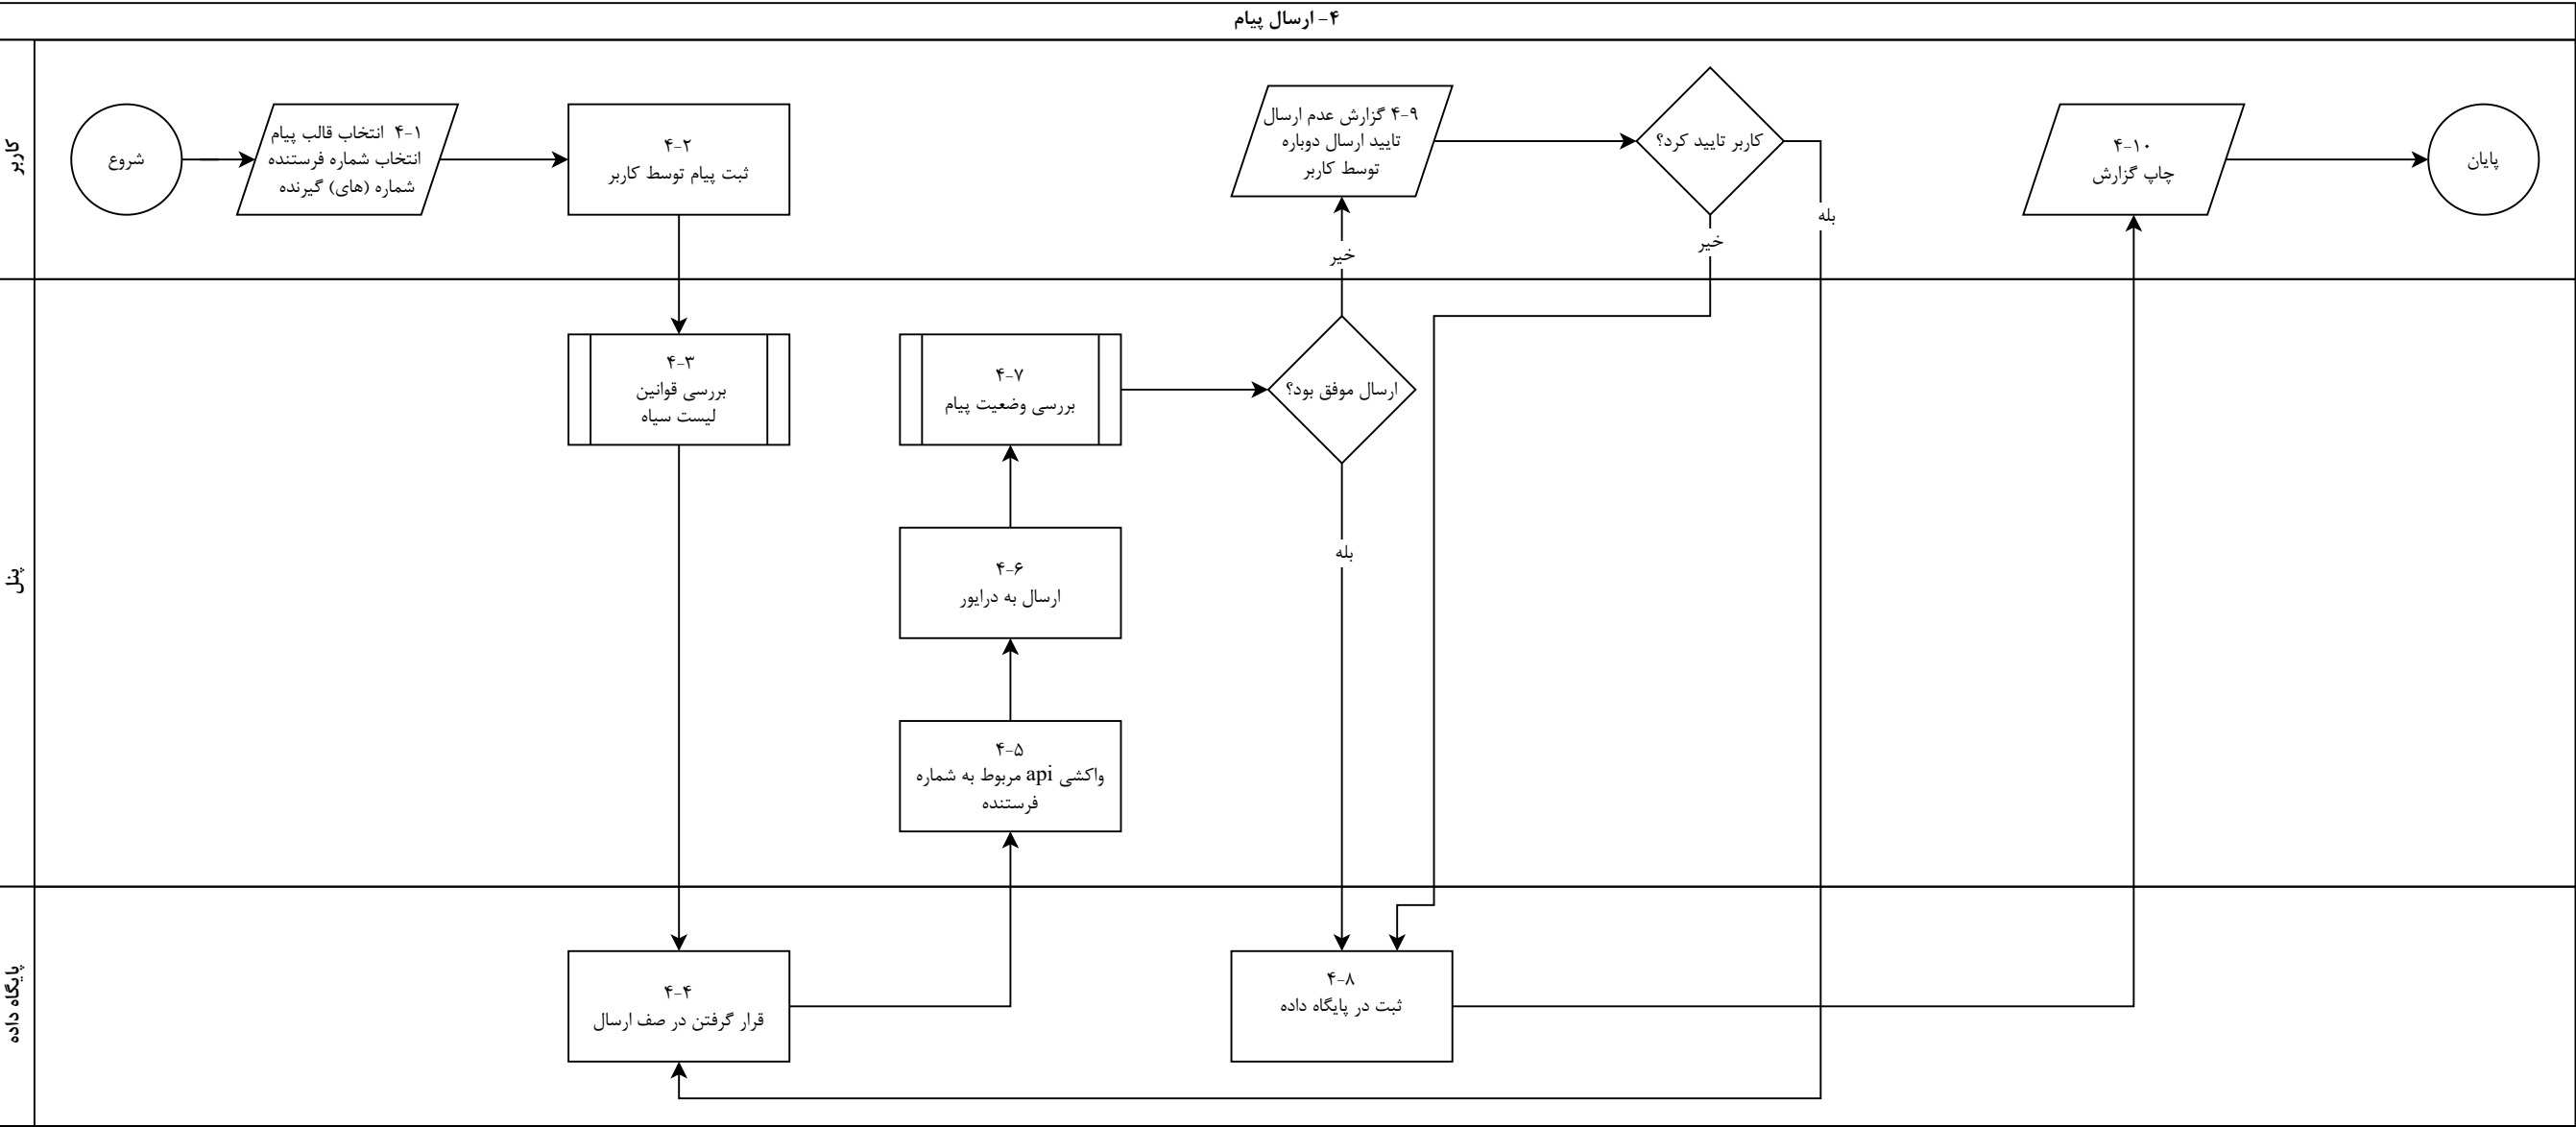 ۴- ارسال پیام
کاربر
شروع
۴-۱ انتخاب قالب پیام
انتخاب شماره فرستنده
شماره (های) گیرنده
۴-۲
ثبت پیام توسط کاربر
۴-۹ گزارش عدم ارسال
تایید ارسال دوباره
توسط کاربر
کاربر تایید کرد؟
بله
خیر
خیر
۴-۱۰
چاپ گزارش
پایان
پنل
۴-۳
بررسی قوانین
لیست سیاه
۴-۷
بررسی وضعیت پیام
ارسال موفق بود؟
بله
۴-۶
ارسال به درایور
۴-۵
واکشی api مربوط به شماره
فرستنده
پایگاه داده
۴-۴
قرار گرفتن در صف ارسال
۴-۸
ثبت در پایگاه داده